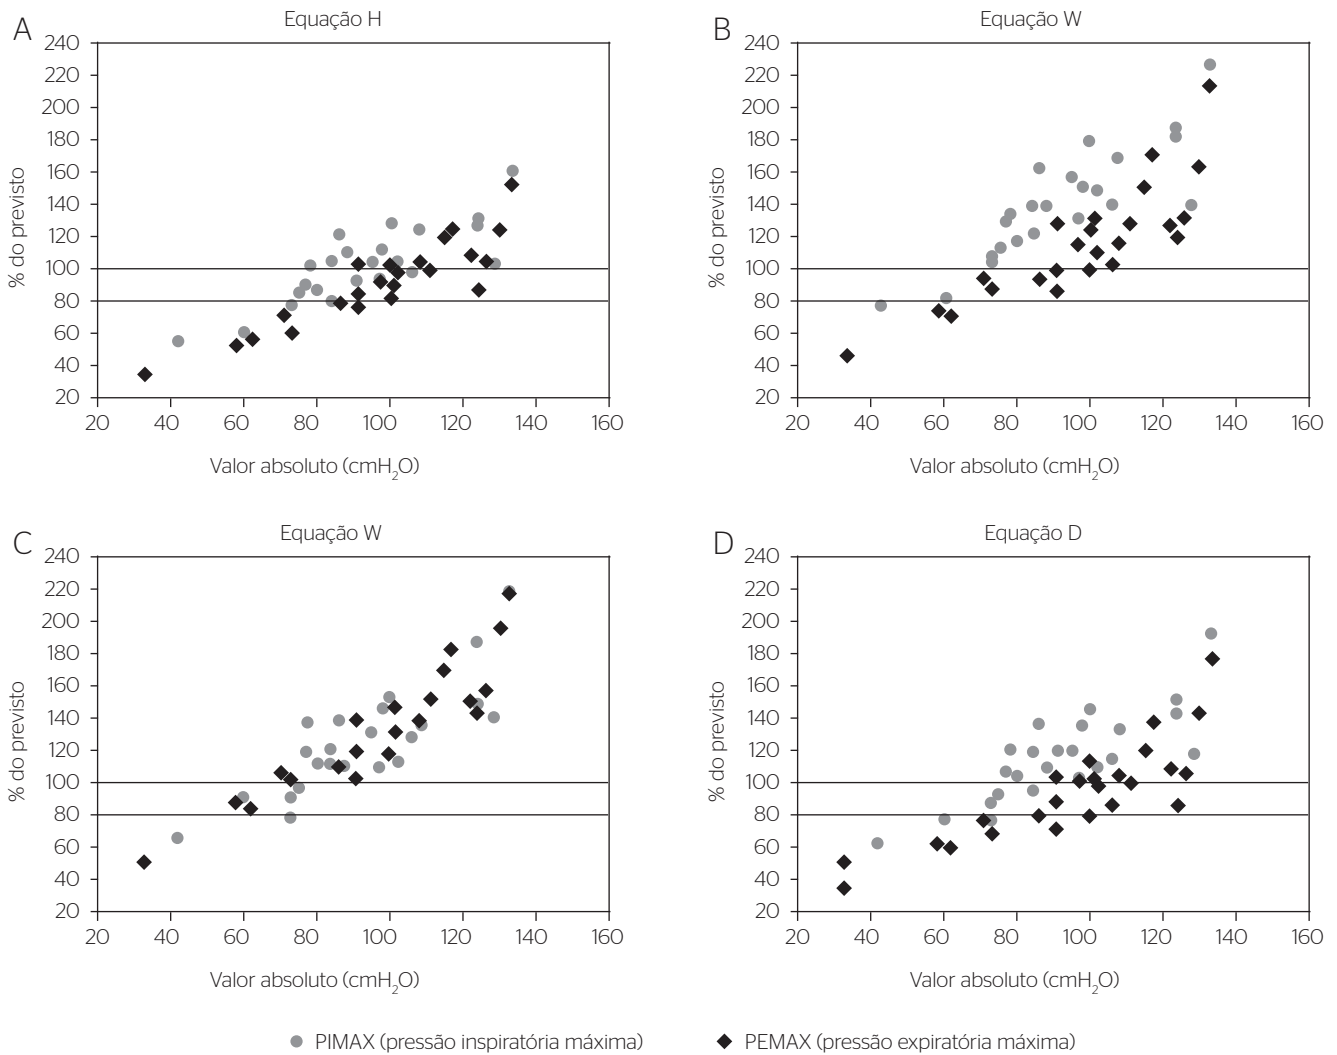 A
Equação H
240
220
200
180
160
140
120
100
80
60
40
20
% do previsto
20 40 60 80 100 120 140 160
Valor absoluto (cmH2O)
B
Equação W
240
220
200
180
160
140
120
100
80
60
40
20
% do previsto
20 40 60 80 100 120 140 160
Valor absoluto (cmH2O)
C
Equação W
240
220
200
180
160
140
120
100
80
60
40
20
% do previsto
20 40 60 80 100 120 140 160
Valor absoluto (cmH2O)
D
Equação D
240
220
200
180
160
140
120
100
80
60
40
20
% do previsto
20 40 60 80 100 120 140 160
Valor absoluto (cmH2O)
PIMAX (pressão inspiratória máxima)
PEMAX (pressão expiratória máxima)